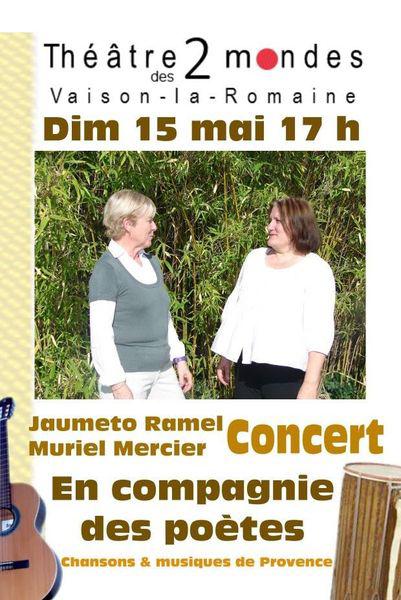 Théâtre des 2 mondes
Vaison-la-Romaine
Dim 15 mai 17 h
Jaumeto Ramel
Muriel Mercier
Concert
En compagnie
des poètes
Chansons & musiques de Provence